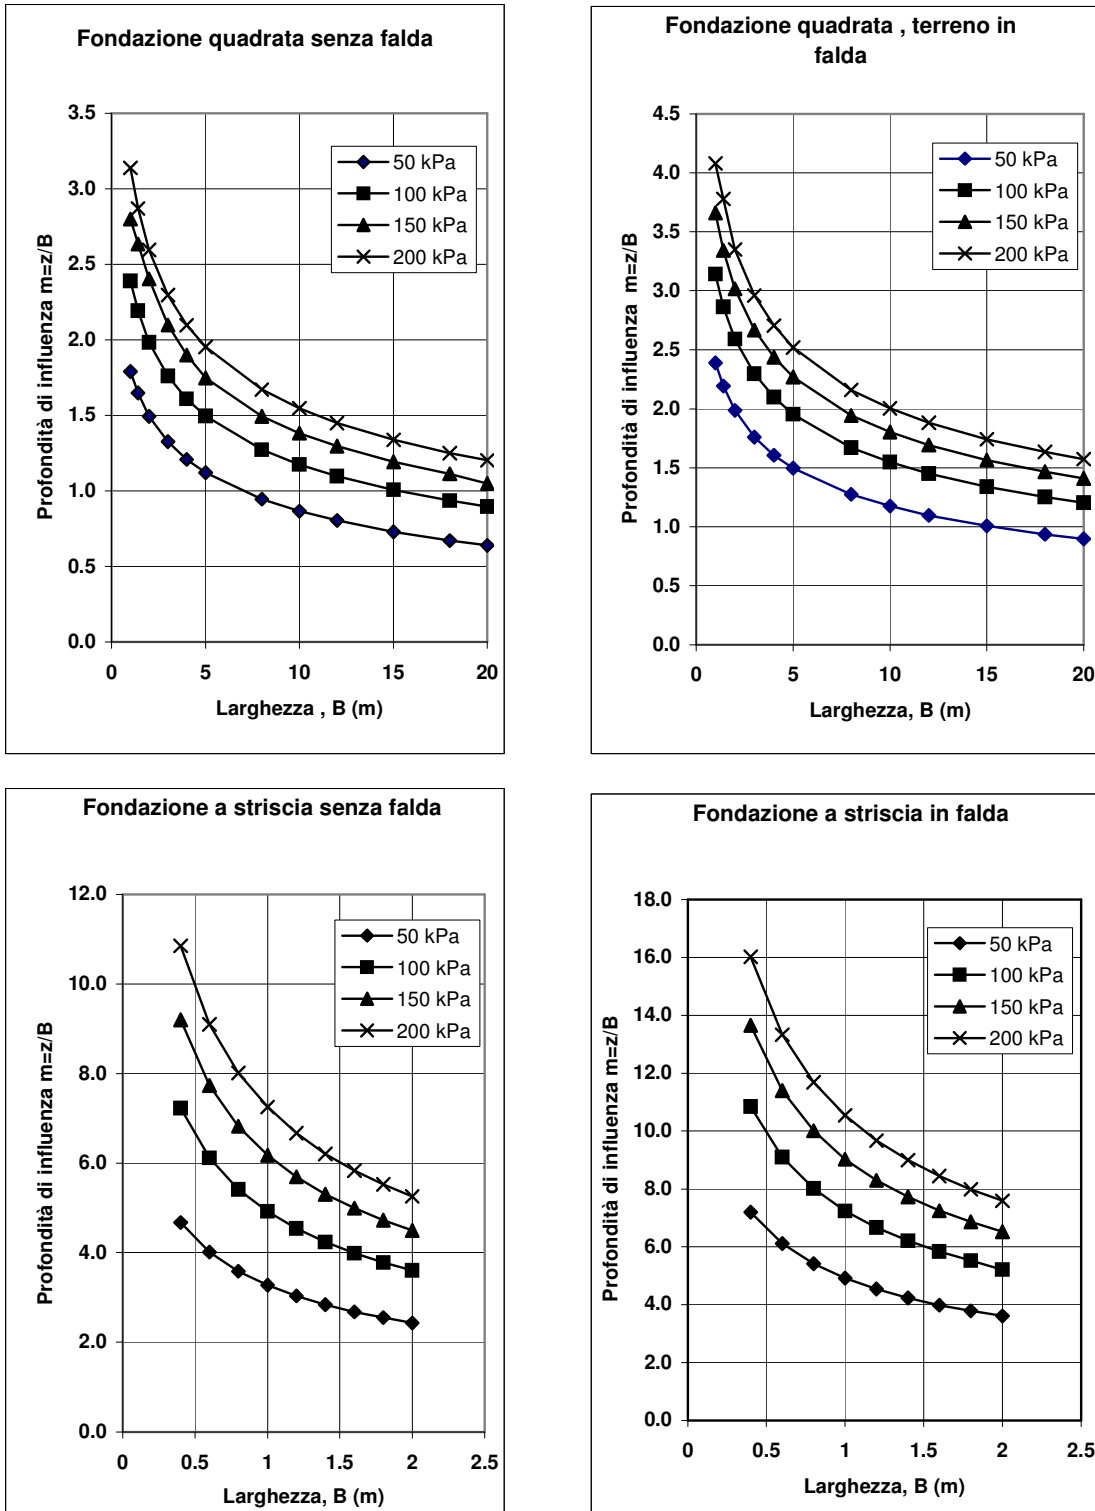 Fondazione quadrata senza falda
Profondità di influenza m=z/B
3.5
3.0
2.5
2.0
1.5
1.0
0.5
0.0
50 kPa
100 kPa
150 kPa
200 kPa
0 5 10 15 20
Larghezza , B (m)
Fondazione quadrata , terreno in
falda
Profondità di influenza m=z/B
4.5
4.0
3.5
3.0
2.5
2.0
1.5
1.0
0.5
0.0
50 kPa
100 kPa
150 kPa
200 kPa
0 5 10 15 20
Larghezza, B (m)
Fondazione a striscia senza falda
Profondità di influenza m=z/B
12.0
10.0
8.0
6.0
4.0
2.0
0.0
50 kPa
100 kPa
150 kPa
200 kPa
0 0.5 1 1.5 2 2.5
Larghezza, B (m)
Fondazione a striscia in falda
Profondità di influenza m=z/B
18.0
16.0
14.0
12.0
10.0
8.0
6.0
4.0
2.0
0.0
50 kPa
100 kPa
150 kPa
200 kPa
0 0.5 1 1.5 2 2.5
Larghezza, B (m)